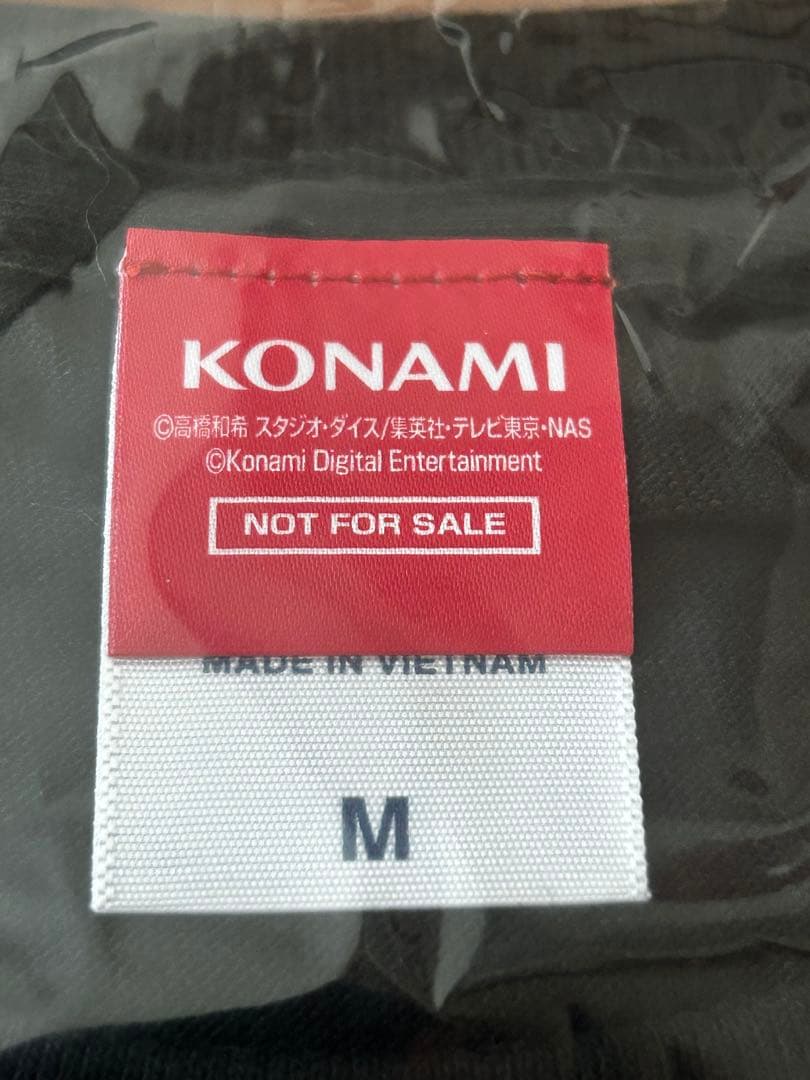 KONAMI
©高橋和希 スタジオ・ダイス/集英社・テレビ東京・NAS
©Konami Digital Entertainment
NOT FOR SALE
MADE IN VIETNAM
M